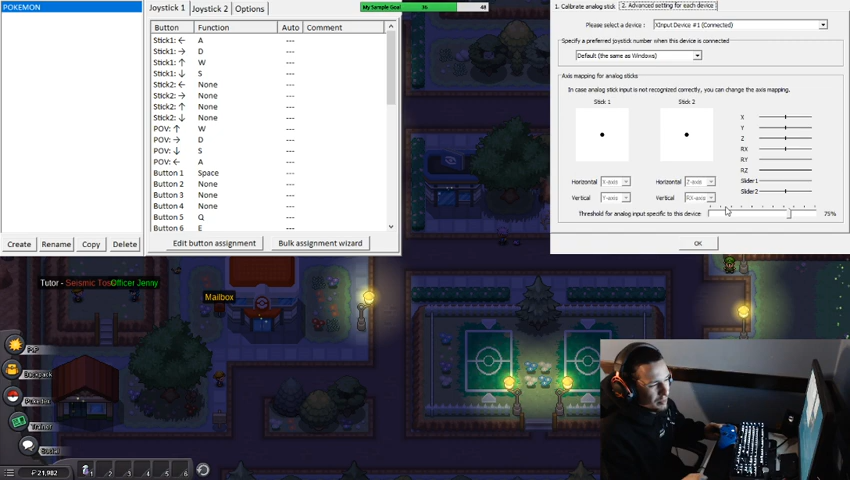 POKEMON
Joystick 1 Joystick 2 Options
Button Function Auto Comment
Stick1: ← A ---
Stick1: → D ---
Stick1: ↑ W ---
Stick1: ↓ S ---
Stick2: ← None ---
Stick2: → None ---
Stick2: ↑ None ---
Stick2: ↓ None ---
POV: ↑ W ---
POV: → D ---
POV: ↓ S ---
POV: ← A ---
Button 1 Space ---
Button 2 None ---
Button 3 None ---
Button 4 None ---
Button 5 Q ---
Button 6 E ---
Create Rename Copy Delete
Edit button assignment Bulk assignment wizard
My Sample Goal 36 48
1. Calibrate analog stick 2. Advanced setting for each device
Please select a device : XInput Device #1 (Connected)
Specify a preferred joystick number when this device is connected
Default (the same as Windows)
Axis mapping for analog sticks
In case analog stick input is not recognized correctly, you can change the axis mapping.
Stick 1 Stick 2
X
Y
Z
RX
RY
RZ
Slider1
Slider2
Horizontal X-axis Horizontal Z-axis
Vertical Y-axis Vertical RX-axis
Threshold for analog input specific to this device 75%
OK
Tutor - Seismic Tos Officer Jenny
Mailbox
PvP
Backpack
Pokedex
Trainer
Social
₽ 21,982
1 2 3 4 5 6